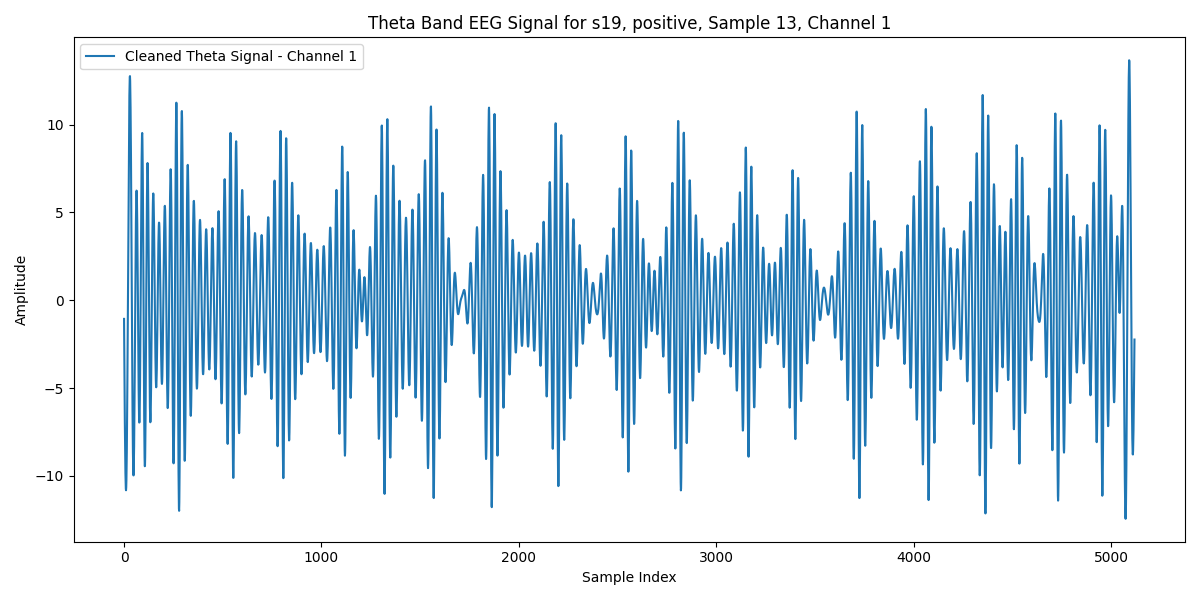 Theta Band EEG Signal for s19, positive, Sample 13, Channel 1
Cleaned Theta Signal - Channel 1
Amplitude
10
5
0
−5
−10
0 1000 2000 3000 4000 5000
Sample Index